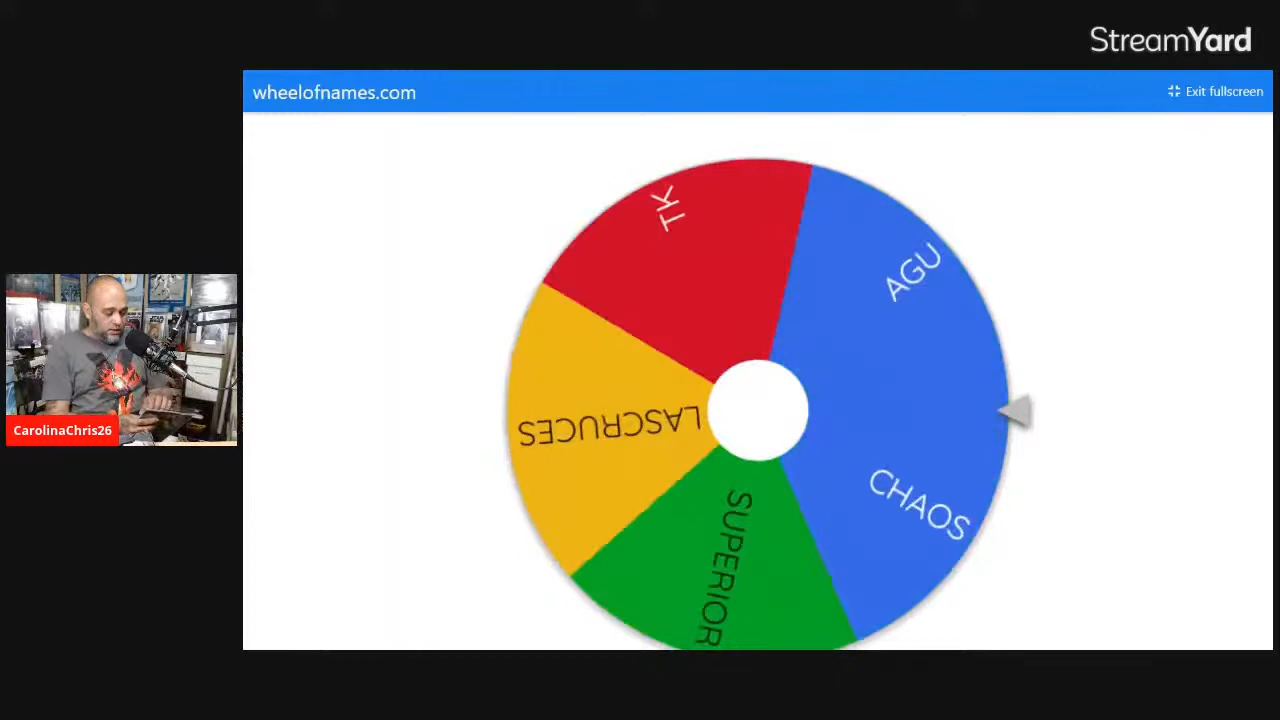 StreamYard
wheelofnames.com
Exit fullscreen
TK
AGU
LASCRUCES
CHAOS
SUPERIOR
CarolinaChris26